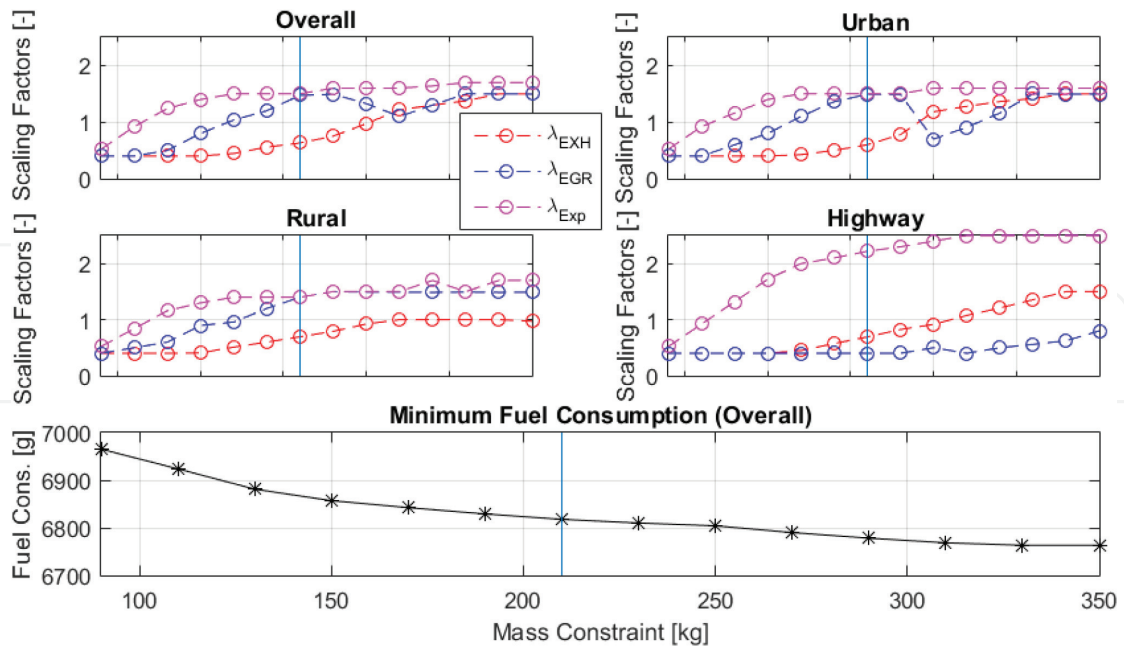 Overall
Urban
Scaling Factors [-]
2
1
0
Scaling Factors [-]
2
1
0
λEXH
λEGR
λExp
Rural
Highway
Scaling Factors [-]
2
1
0
Scaling Factors [-]
2
1
0
Minimum Fuel Consumption (Overall)
Fuel Cons. [g]
7000
6900
6800
6700
100 150 200 250 300 350
Mass Constraint [kg]